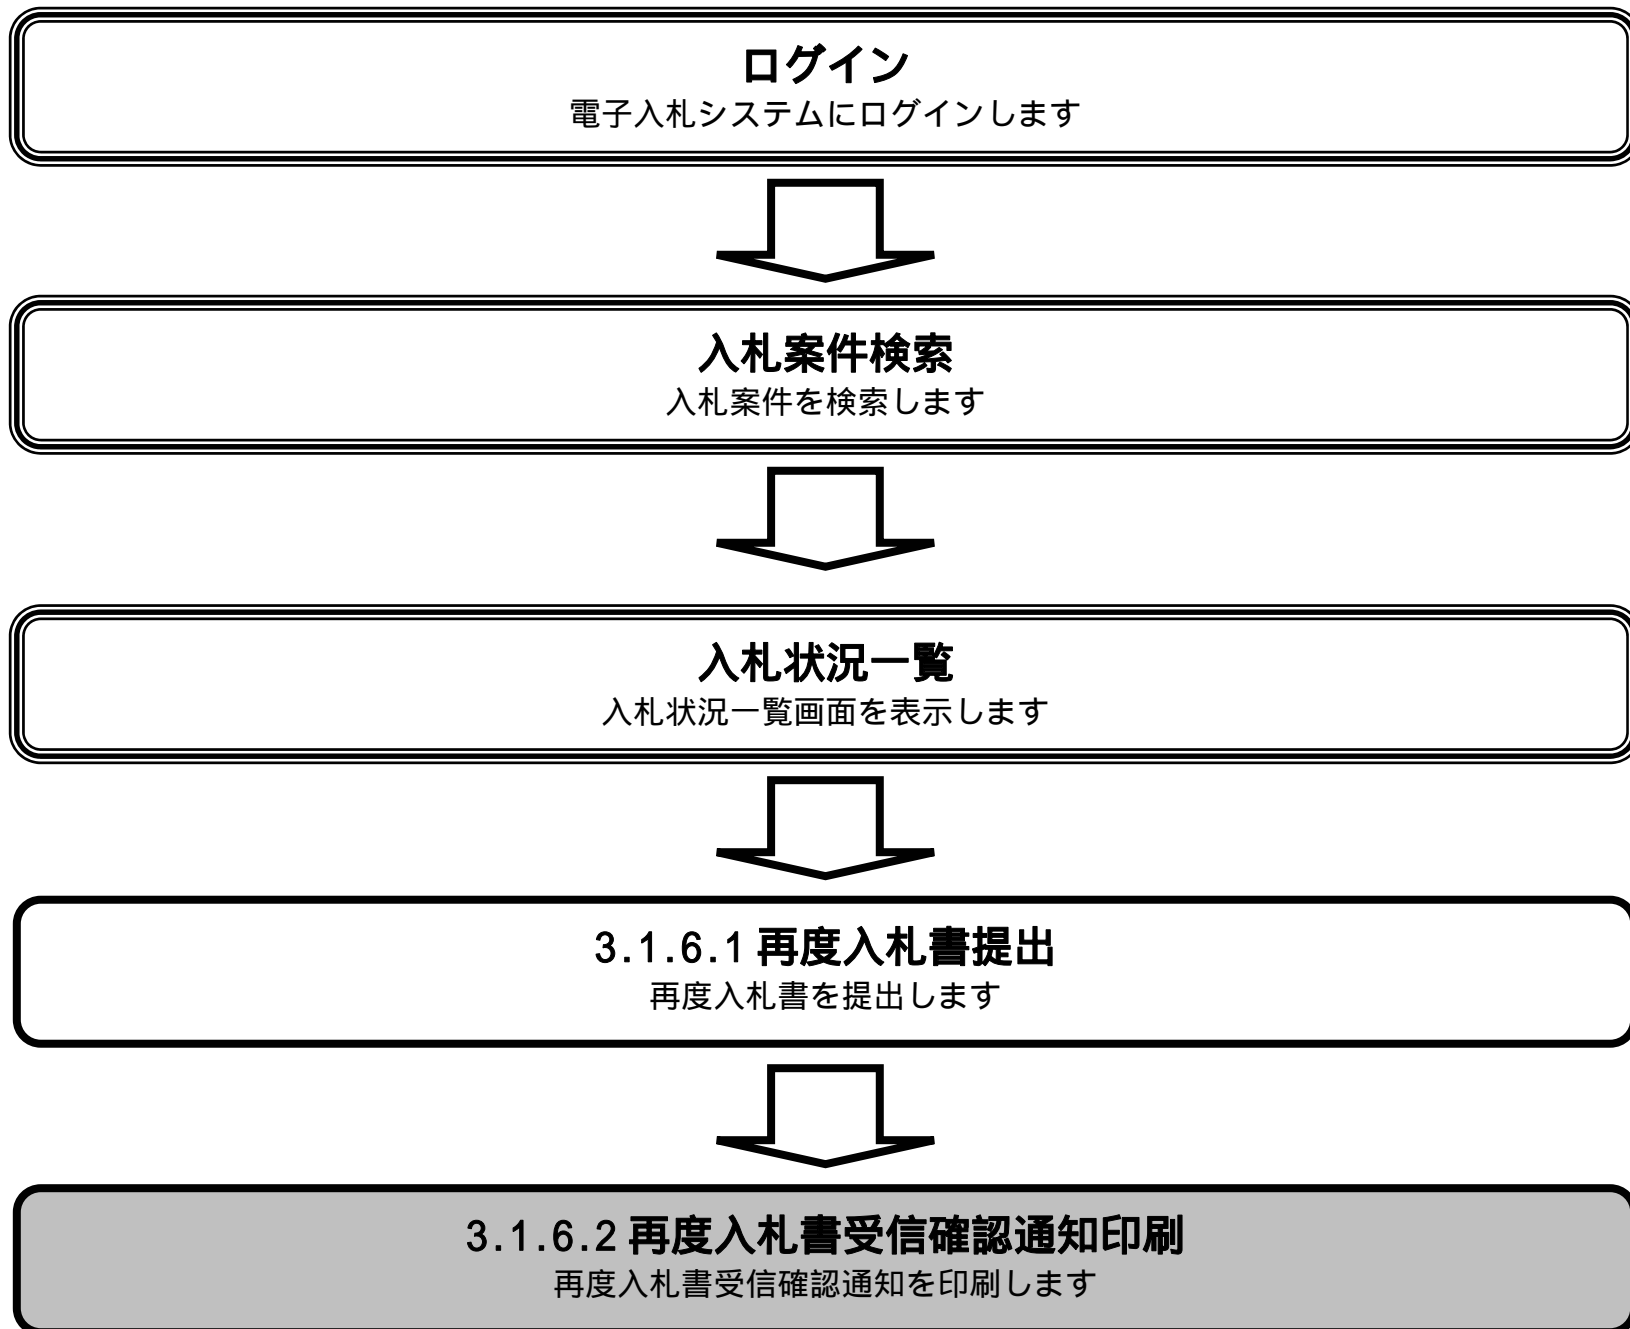 ログイン
電子入札システムにログインします
入札案件検索
入札案件を検索します
入札状況一覧
入札状況一覧画面を表示します
3.1.6.1 再度入札書提出
再度入札書を提出します
3.1.6.2 再度入札書受信確認通知印刷
再度入札書受信確認通知を印刷します